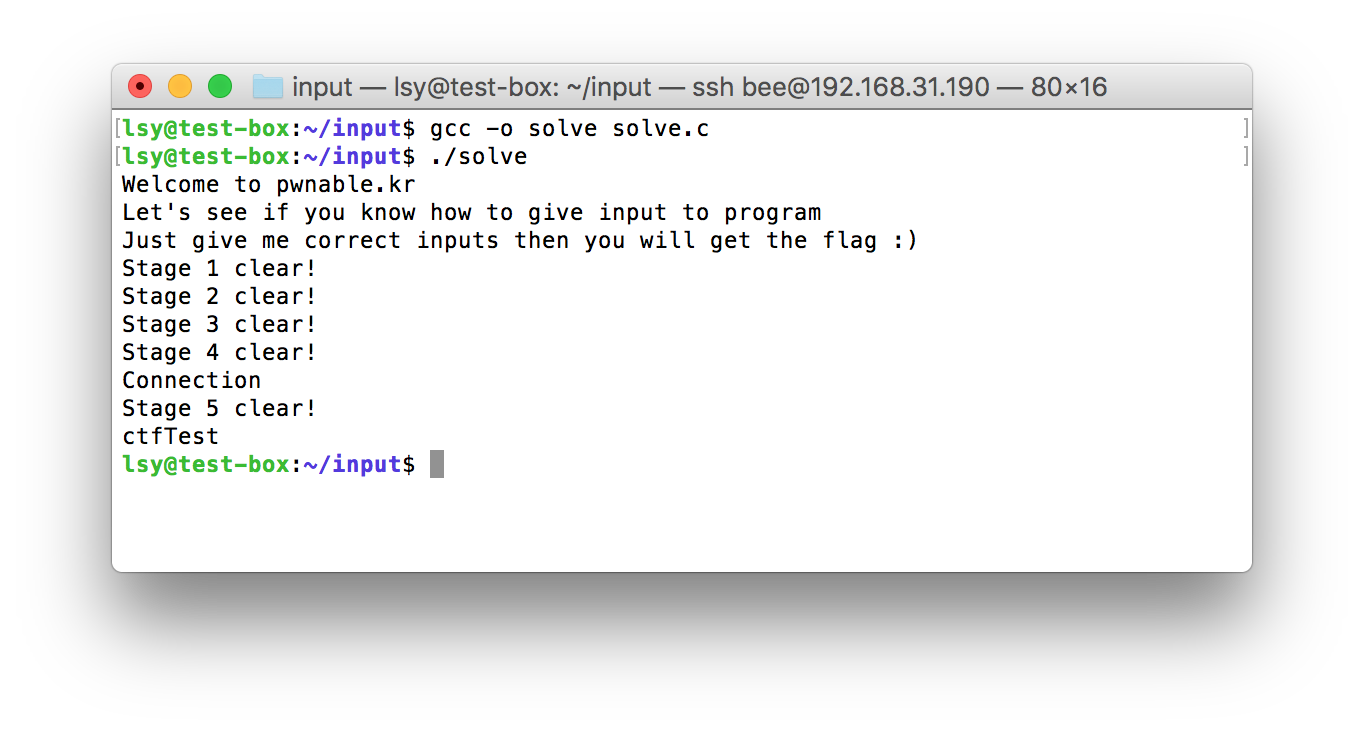 input — lsy@test-box: ~/input — ssh bee@192.168.31.190 — 80×16
[lsy@test-box:~/input$ gcc -o solve solve.c ]
[lsy@test-box:~/input$ ./solve ]
Welcome to pwnable.kr
Let's see if you know how to give input to program
Just give me correct inputs then you will get the flag :)
Stage 1 clear!
Stage 2 clear!
Stage 3 clear!
Stage 4 clear!
Connection
Stage 5 clear!
ctfTest
lsy@test-box:~/input$